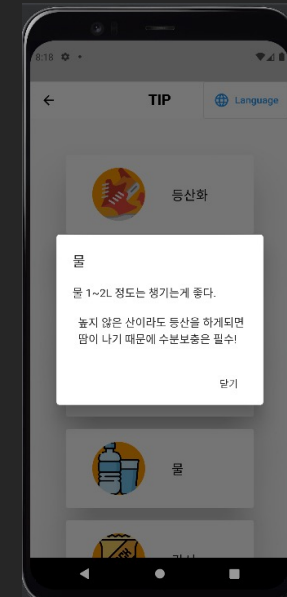 8:18
TIP
Language
등산화
물
물 1~2L 정도는 챙기는게 좋다.
높지 않은 산이라도 등산을 하게되면
땀이 나기 때문에 수분보충은 필수!
닫기
물